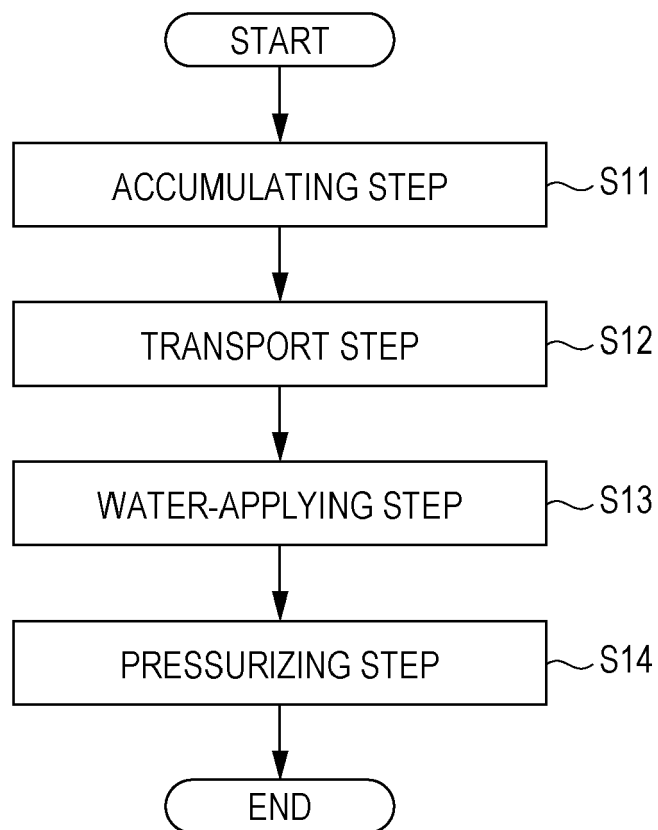 START
ACCUMULATING STEP S11
TRANSPORT STEP S12
WATER-APPLYING STEP S13
PRESSURIZING STEP S14
END